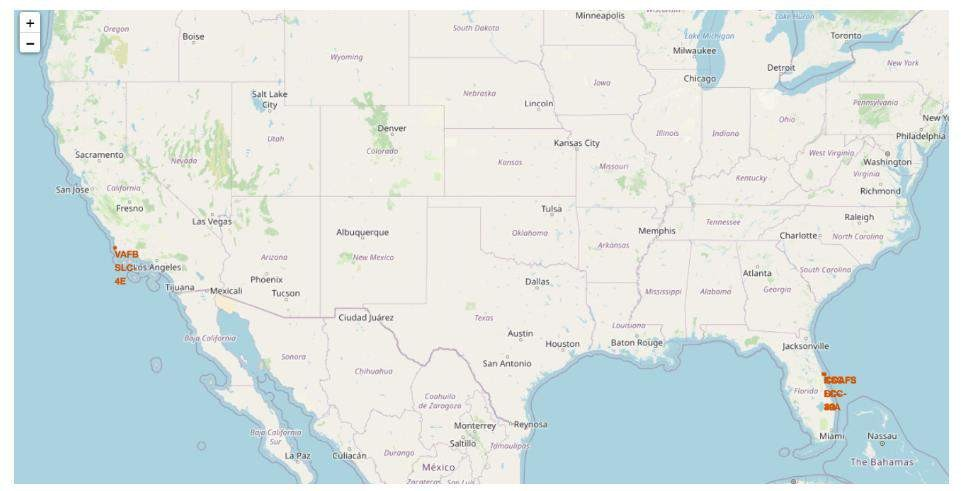 +
−
Oregon
Boise
South Dakota
Minneapolis
Wisconsin
Lake Michigan
Lake Huron
Toronto
Milwaukee
Wyoming
Iowa
Chicago
Detroit
New York
Salt Lake
City
Nebraska
Lincoln
Pennsylvania
Ohio
Denver
Utah
Colorado
Illinois
Indiana
Philadelphia
Sacramento
Nevada
Kansas City
Kansas
Missouri
West Virginia
Washington
Virginia
San Jose
California
Kentucky
Richmond
Fresno
Las Vegas
Tulsa
Raleigh
Albuquerque
Oklahoma
Memphis
Tennessee
Charlotte
North Carolina
Arkansas
VAFB
SLC-
4E
Los Angeles
Arizona
New Mexico
Atlanta
South Carolina
Phoenix
Tijuana
Mexicali
Tucson
Dallas
Mississippi
Alabama
Georgia
Ciudad Juárez
Texas
Louisiana
Austin
Houston
Baton Rouge
Jacksonville
Baja California
Sonora
San Antonio
Chihuahua
Florida
Coahuila
de Zaragoza
Monterrey
Reynosa
Baja California
Sur
Saltillo
Tamaulipas
Miami
Nassau
La Paz
Culiacán
Durango
México
The Bahamas
Zacatecas
San Luis